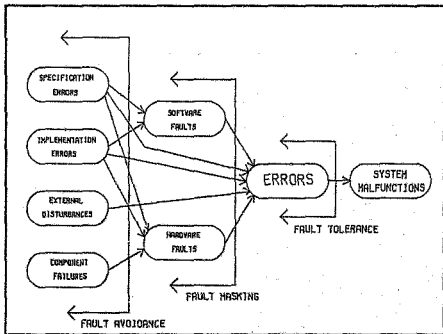 SPECIFICATION
ERRORS
IMPLEMENTATION
ERRORS
EXTERNAL
DISTURBANCES
COMPONENT
FAILURES
SOFTWARE
FAULTS
HARDWARE
FAULTS
ERRORS
SYSTEM
MALFUNCTIONS
FAULT TOLERANCE
FAULT MASKING
FAULT AVOIDANCE